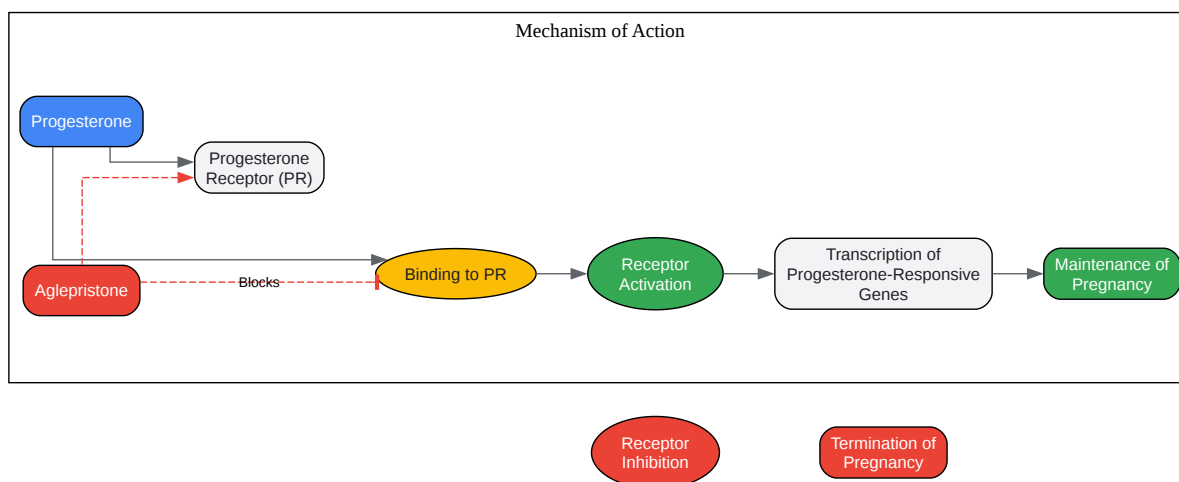 Mechanism of Action
Progesterone
Progesterone
Receptor (PR)
Aglepristone
Blocks
Binding to PR
Receptor
Activation
Transcription of
Progesterone-Responsive
Genes
Maintenance of
Pregnancy
Receptor
Inhibition
Termination of
Pregnancy